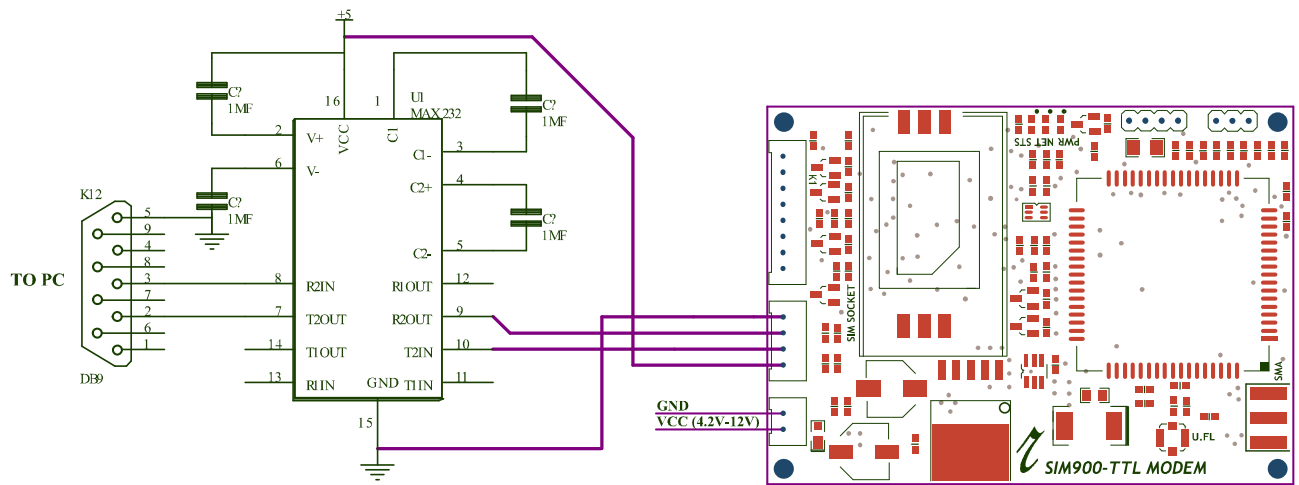 +5
C?
1MF
16
1
U1
MAX232
C?
1MF
2
V+
VCC
C1
C1-
3
6
V-
C2+
4
C?
1MF
C?
1MF
C2-
5
K12
5
9
4
8
3
7
2
6
1
TO PC
DB9
8
R2IN
R1OUT
12
7
T2OUT
R2OUT
9
14
T1OUT
T2IN
10
13
R1IN
GND
T1IN
11
15
GND
VCC (4.2V-12V)
K1
SIM SOCKET
PWR NET STS
SMA
U.FL
SIM900-TTL MODEM